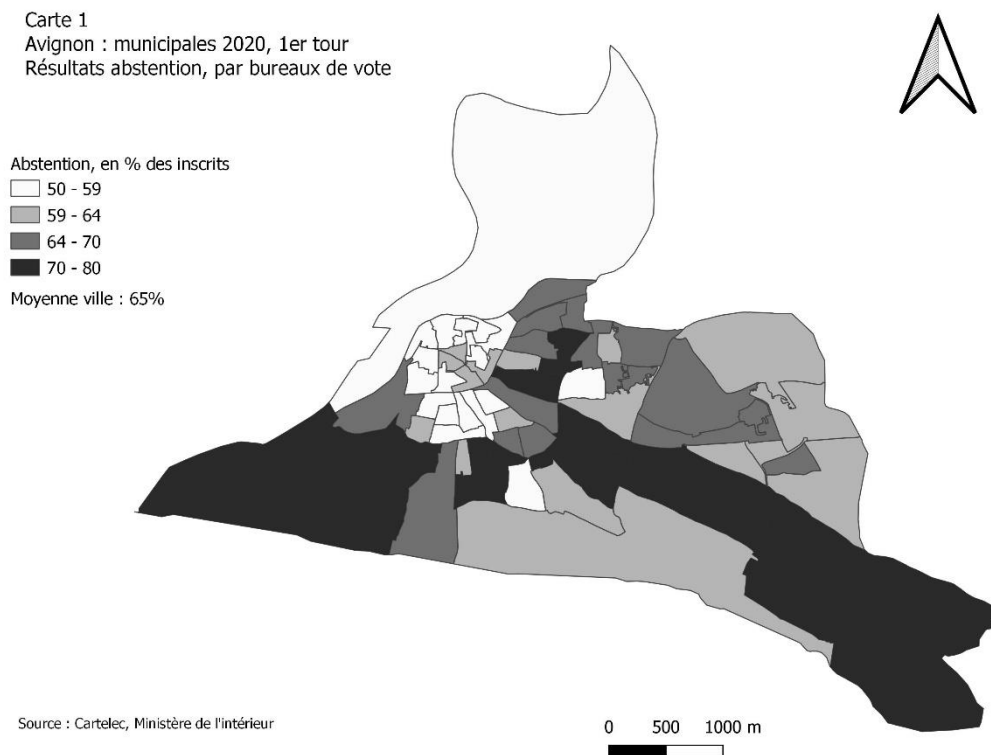 Carte 1
Avignon : municipales 2020, 1er tour
Résultats abstention, par bureaux de vote
Abstention, en % des inscrits
50 - 59
59 - 64
64 - 70
70 - 80
Moyenne ville : 65%
Source : Cartelec, Ministère de l'intérieur
0 500 1000 m